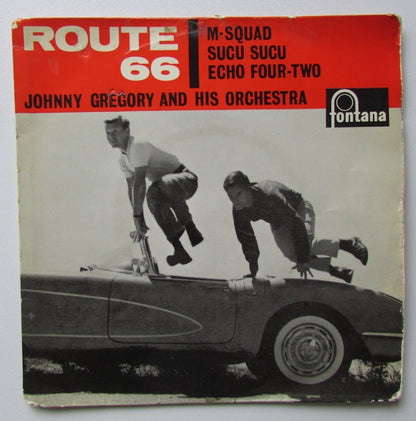 ROUTE
66
M-SQUAD
SUCU SUCU
ECHO FOUR-TWO
JOHNNY GREGORY AND HIS ORCHESTRA
fontana